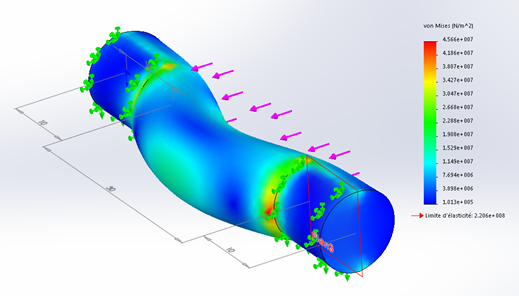 von Mises (N/m^2)
4.566e+007
4.186e+007
3.807e+007
3.427e+007
3.047e+007
2.668e+007
2.288e+007
1.908e+007
1.529e+007
1.149e+007
7.694e+006
3.898e+006
1.013e+005
Limite d'élasticité: 2.206e+008
10